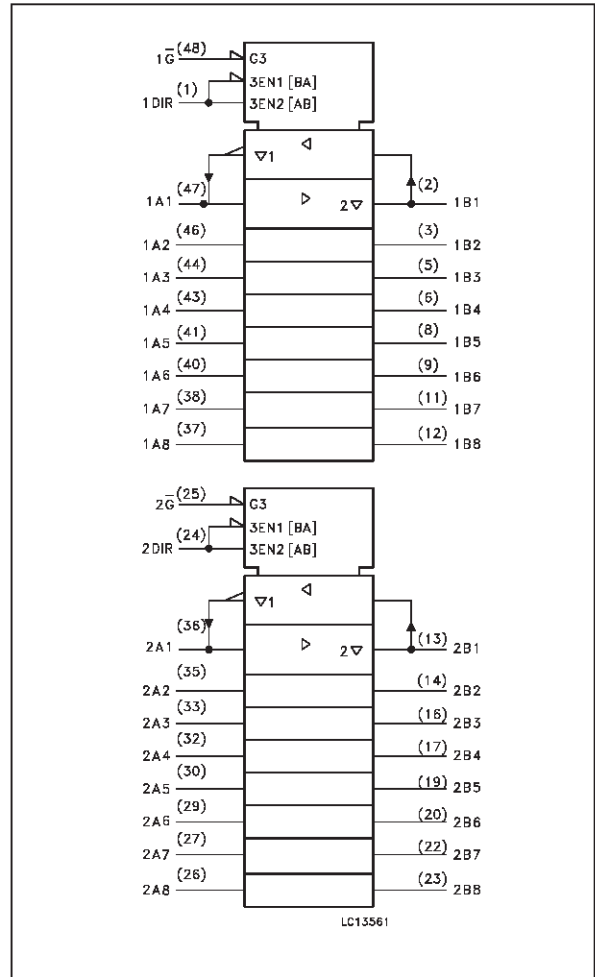 1G̅ (48) G3
3EN1 [BA]
1DIR (1) 3EN2 [AB]
◁
▽1
1A1 (47) ▷ 2▽ (2) 1B1
1A2 (46) (3) 1B2
1A3 (44) (5) 1B3
1A4 (43) (6) 1B4
1A5 (41) (8) 1B5
1A6 (40) (9) 1B6
1A7 (38) (11) 1B7
1A8 (37) (12) 1B8
2G̅ (25) G3
3EN1 [BA]
2DIR (24) 3EN2 [AB]
◁
▽1
2A1 (36) ▷ 2▽ (13) 2B1
2A2 (35) (14) 2B2
2A3 (33) (16) 2B3
2A4 (32) (17) 2B4
2A5 (30) (19) 2B5
2A6 (29) (20) 2B6
2A7 (27) (22) 2B7
2A8 (26) (23) 2B8
LC13561